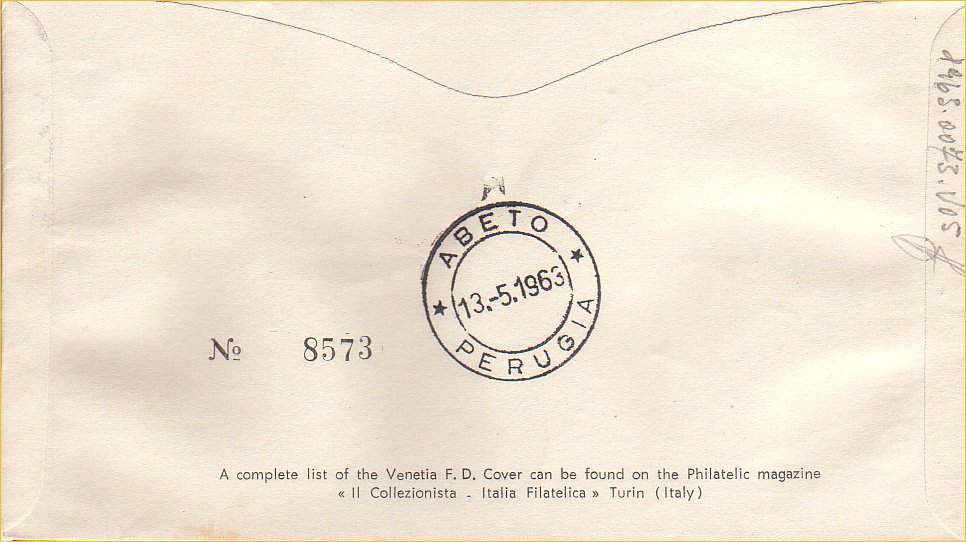 ABETO
13.-5.1963
PERUGIA
№ 8573
A complete list of the Venetia F. D. Cover can be found on the Philatelic magazine
« Il Collezionista - Italia Filatelica » Turin (Italy)